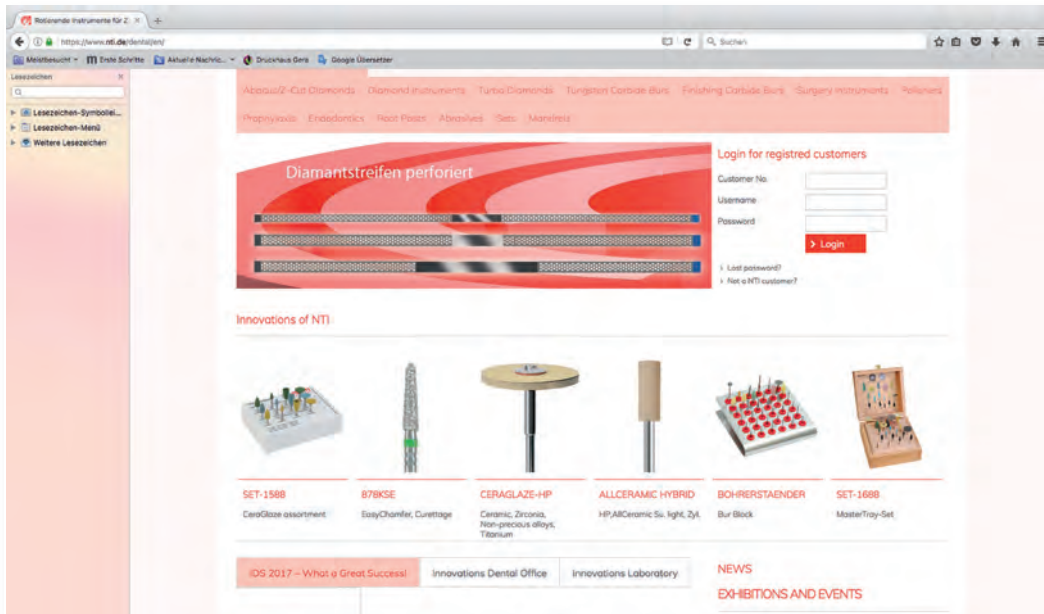 Rotierende Instrumente für Z
https://www.nti.de/dental/en/
Suchen
Meistbesucht
Erste Schritte
Aktuelle Nachric...
Druckhaus Gera
Google Übersetzer
Lesezeichen
Lesezeichen-Symbollei...
Lesezeichen-Menü
Weitere Lesezeichen
Abacus/Z-Cut Diamonds Diamond Instruments Turbo Diamonds Tungsten Carbide Burs Finishing Carbide Burs Surgery Instruments Polishers
Prophylaxis Endodontics Root Posts Abrasives Sets Mandrels
Diamantstreifen perforiert
Login for registred customers
Customer No.
Username
Password
> Login
> Lost password?
> Not a NTI customer?
Innovations of NTI
SET-1588
CeraGlaze assortment
878KSE
EasyChamfer, Curettage
CERAGLAZE-HP
Ceramic, Zirconia,
Non-precious alloys,
Titanium
ALLCERAMIC HYBRID
HP,AllCeramic Su. light, Zyl.
BOHRERSTAENDER
Bur Block
SET-1688
MasterTray-Set
IDS 2017 – What a Great Success!
Innovations Dental Office
Innovations Laboratory
NEWS
EXHIBITIONS AND EVENTS